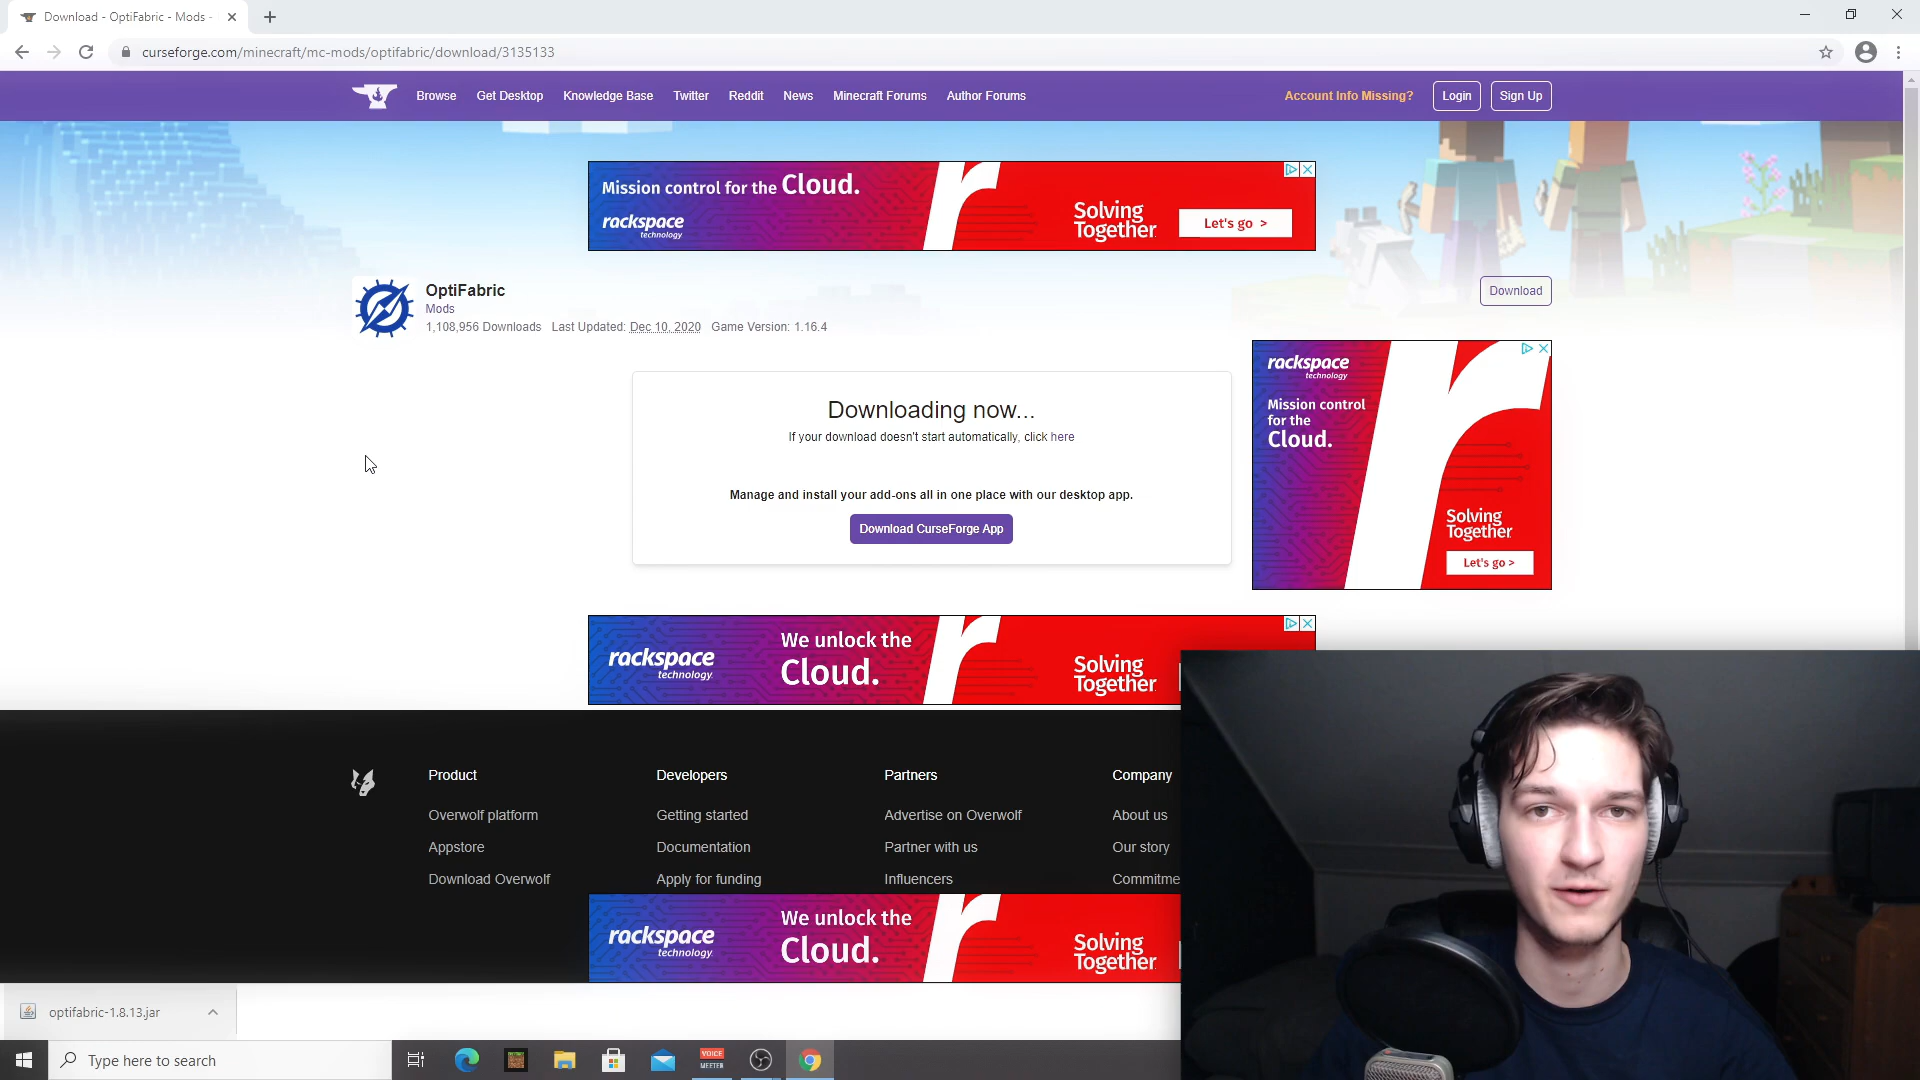 Download - OptiFabric - Mods -
curseforge.com/minecraft/mc-mods/optifabric/download/3135133
Browse Get Desktop Knowledge Base Twitter Reddit News Minecraft Forums Author Forums Account Info Missing? Login Sign Up
Mission control for the Cloud.
rackspace
technology
Solving
Together
Let's go >
OptiFabric
Mods
1,108,956 Downloads Last Updated: Dec 10, 2020 Game Version: 1.16.4
Download
Downloading now...
If your download doesn't start automatically, click here
Manage and install your add-ons all in one place with our desktop app.
Download CurseForge App
rackspace
technology
Mission control
for the
Cloud.
Solving
Together
Let's go >
rackspace
technology
We unlock the
Cloud.
Solving
Together
Product
Overwolf platform
Appstore
Download Overwolf
Developers
Getting started
Documentation
Apply for funding
Partners
Advertise on Overwolf
Partner with us
Influencers
Company
About us
Our story
Commitme
rackspace
technology
We unlock the
Cloud.
Solving
Together
optifabric-1.8.13.jar
Type here to search
VOICE
MEETER